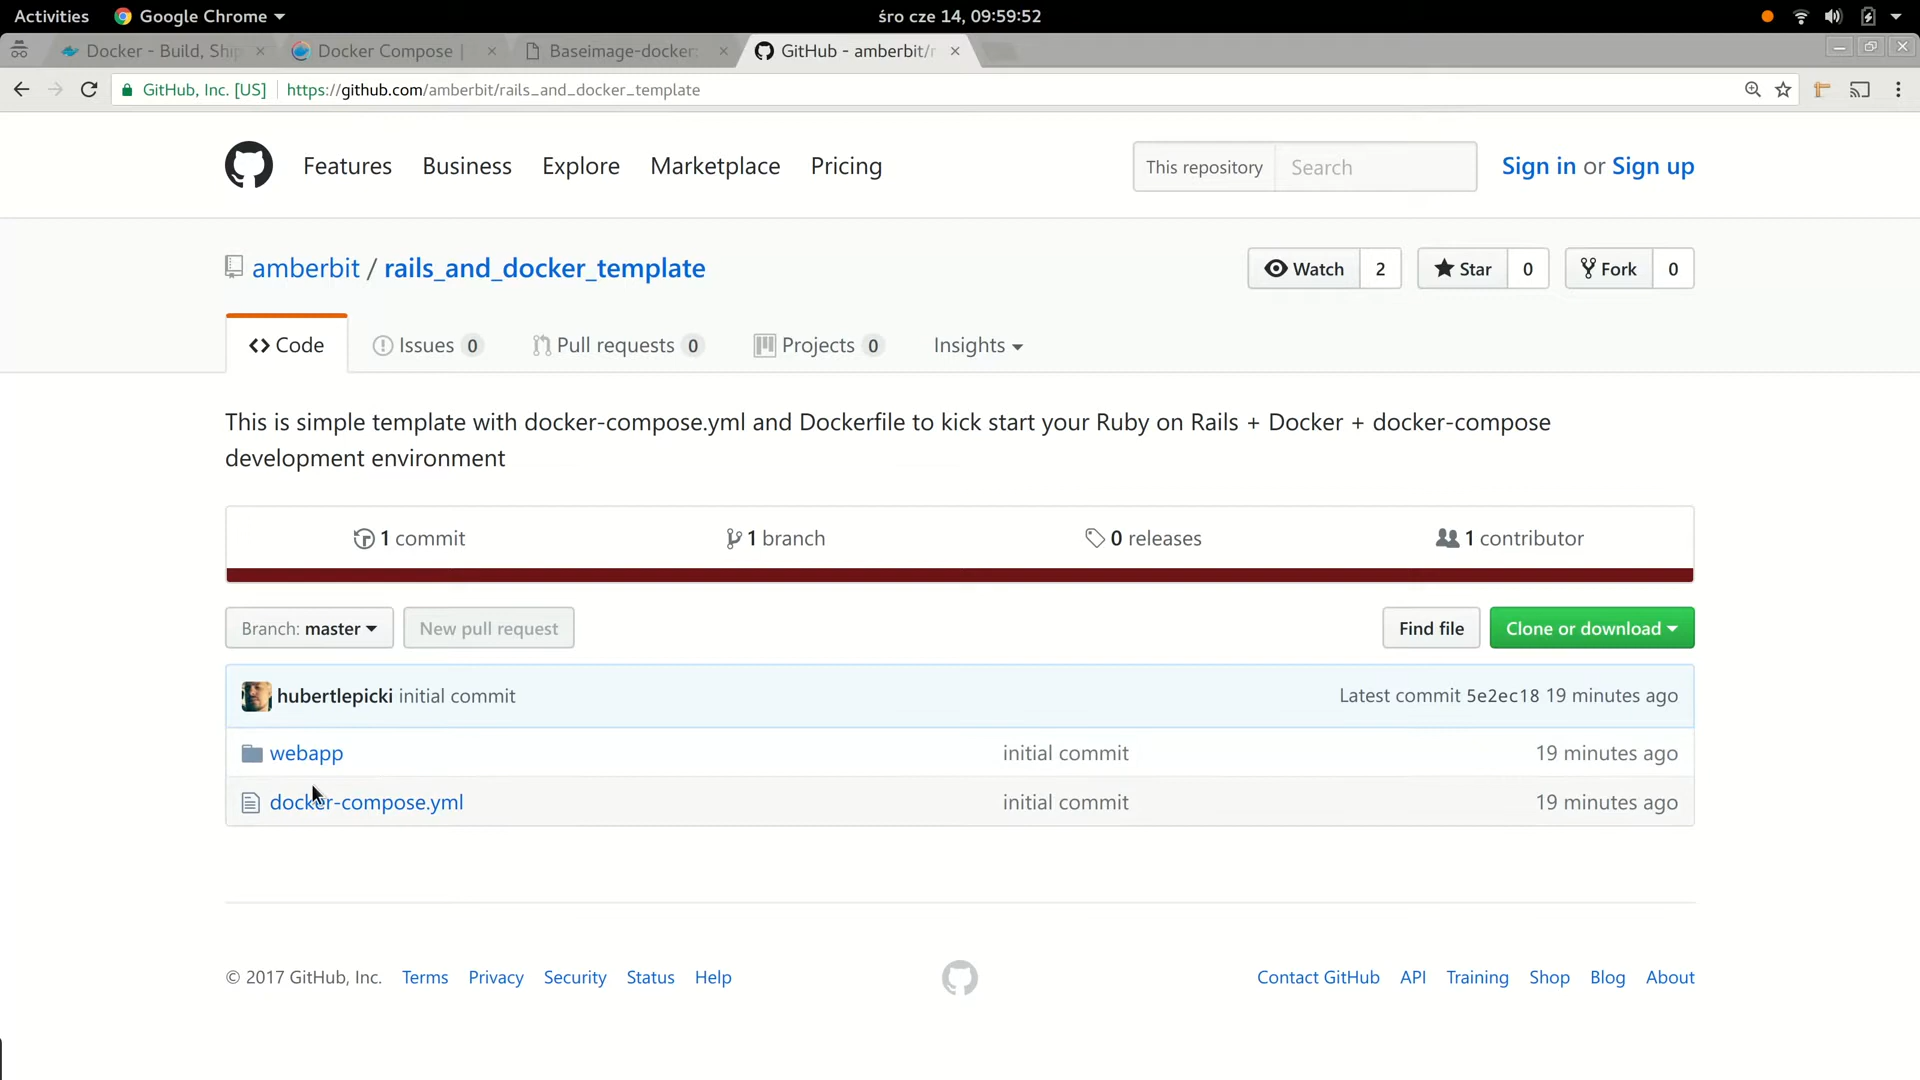 Activities Google Chrome śro cze 14, 09:59:52
Docker - Build, Ship Docker Compose | Baseimage-docker: GitHub - amberbit/r
GitHub, Inc. [US] https://github.com/amberbit/rails_and_docker_template
Features Business Explore Marketplace Pricing This repository Search Sign in or Sign up
amberbit / rails_and_docker_template Watch 2 Star 0 Fork 0
Code Issues 0 Pull requests 0 Projects 0 Insights
This is simple template with docker-compose.yml and Dockerfile to kick start your Ruby on Rails + Docker + docker-compose
development environment
1 commit 1 branch 0 releases 1 contributor
Branch: master New pull request Find file Clone or download
hubertlepicki initial commit Latest commit 5e2ec18 19 minutes ago
webapp initial commit 19 minutes ago
docker-compose.yml initial commit 19 minutes ago
© 2017 GitHub, Inc. Terms Privacy Security Status Help Contact GitHub API Training Shop Blog About